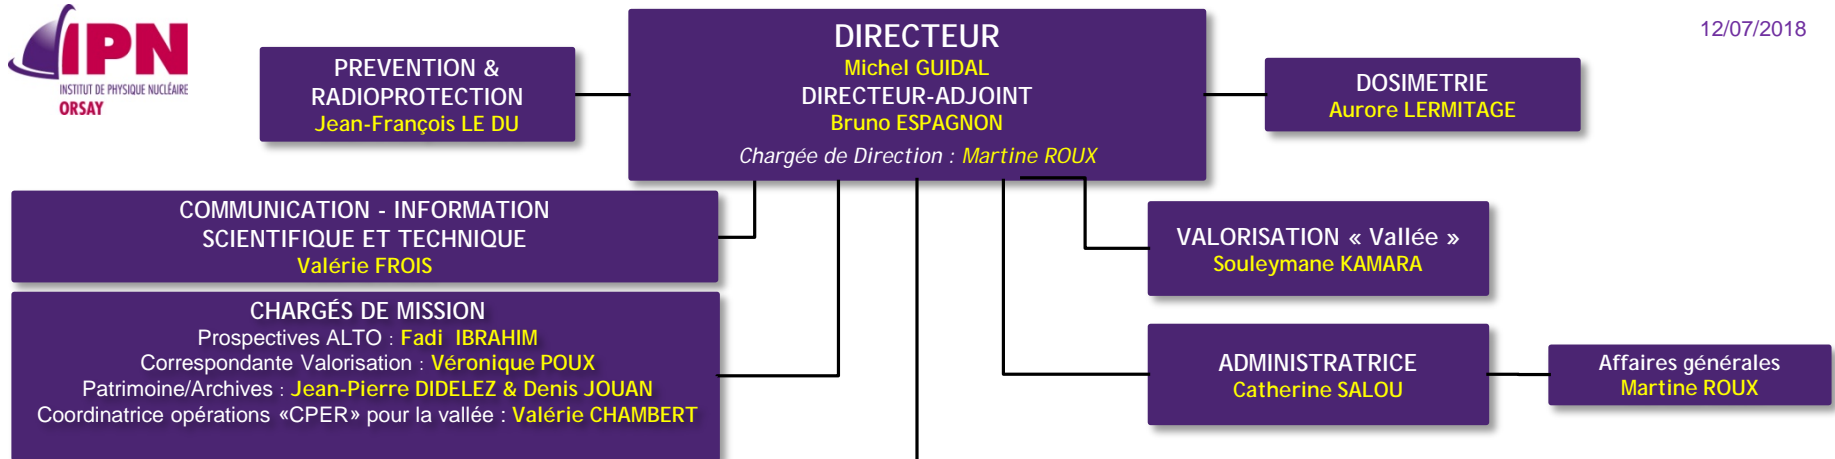 IPN
INSTITUT DE PHYSIQUE NUCLÉAIRE
ORSAY
12/07/2018
PREVENTION &
RADIOPROTECTION
Jean-François LE DU
DIRECTEUR
Michel GUIDAL
DIRECTEUR-ADJOINT
Bruno ESPAGNON
Chargée de Direction : Martine ROUX
DOSIMETRIE
Aurore LERMITAGE
COMMUNICATION - INFORMATION
SCIENTIFIQUE ET TECHNIQUE
Valérie FROIS
VALORISATION « Vallée »
Souleymane KAMARA
CHARGÉS DE MISSION
Prospectives ALTO : Fadi IBRAHIM
Correspondante Valorisation : Véronique POUX
Patrimoine/Archives : Jean-Pierre DIDELEZ & Denis JOUAN
Coordinatrice opérations «CPER» pour la vallée : Valérie CHAMBERT
ADMINISTRATRICE
Catherine SALOU
Affaires générales
Martine ROUX